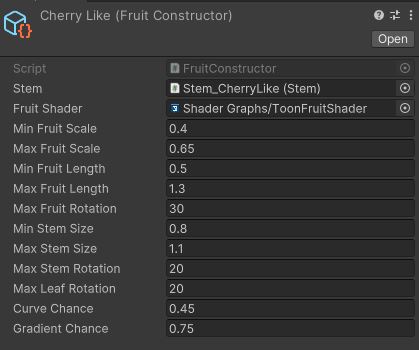 Cherry Like (Fruit Constructor)
Open
Script FruitConstructor
Stem Stem_CherryLike (Stem)
Fruit Shader Shader Graphs/ToonFruitShader
Min Fruit Scale 0.4
Max Fruit Scale 0.65
Min Fruit Length 0.5
Max Fruit Length 1.3
Max Fruit Rotation 30
Min Stem Size 0.8
Max Stem Size 1.1
Max Stem Rotation 20
Max Leaf Rotation 20
Curve Chance 0.45
Gradient Chance 0.75